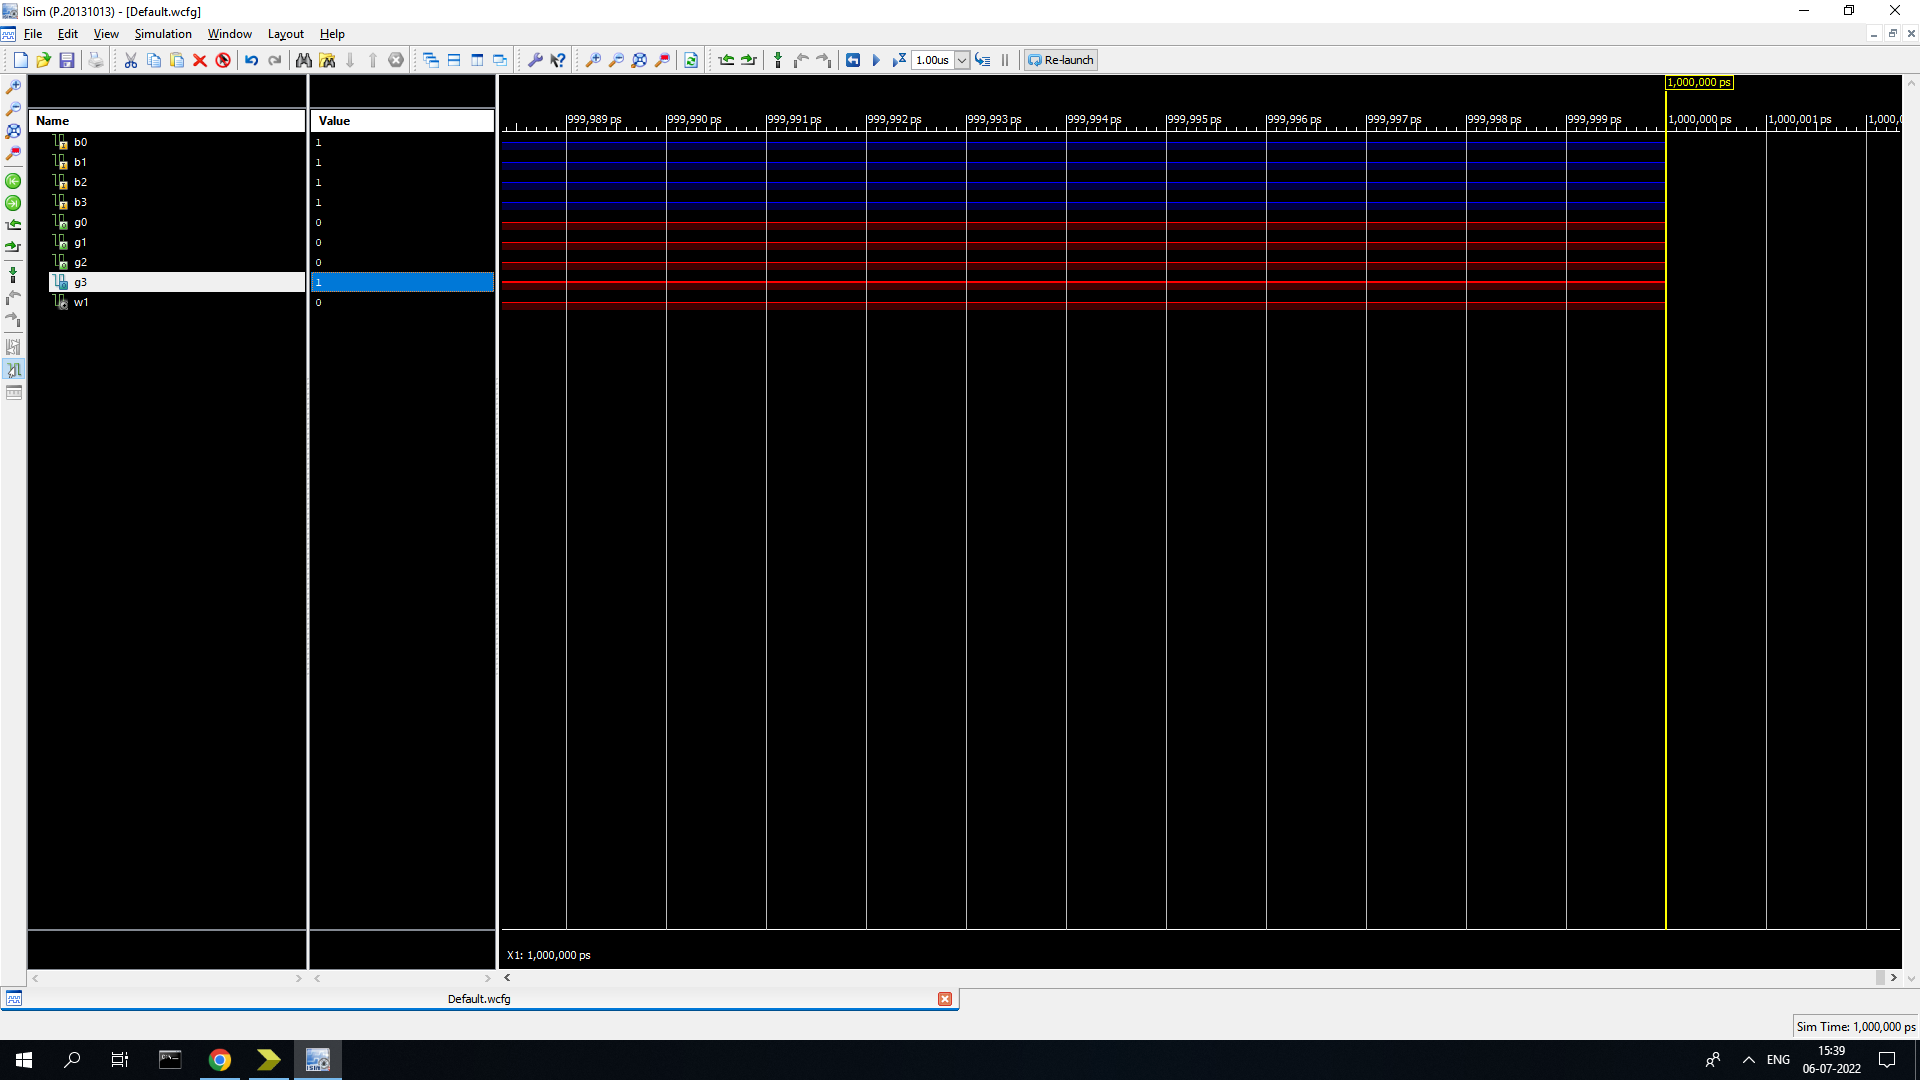 ISim (P.20131013) - [Default.wcfg]
File Edit View Simulation Window Layout Help
1.00us Re-launch
1,000,000 ps
Name Value
999,989 ps 999,990 ps 999,991 ps 999,992 ps 999,993 ps 999,994 ps 999,995 ps 999,996 ps 999,997 ps 999,998 ps 999,999 ps 1,000,000 ps 1,000,001 ps 1,000,0
b0 1
b1 1
b2 1
b3 1
g0 0
g1 0
g2 0
g3 1
w1 0
X1: 1,000,000 ps
Default.wcfg
Sim Time: 1,000,000 ps
ISim
ENG
15:39
06-07-2022